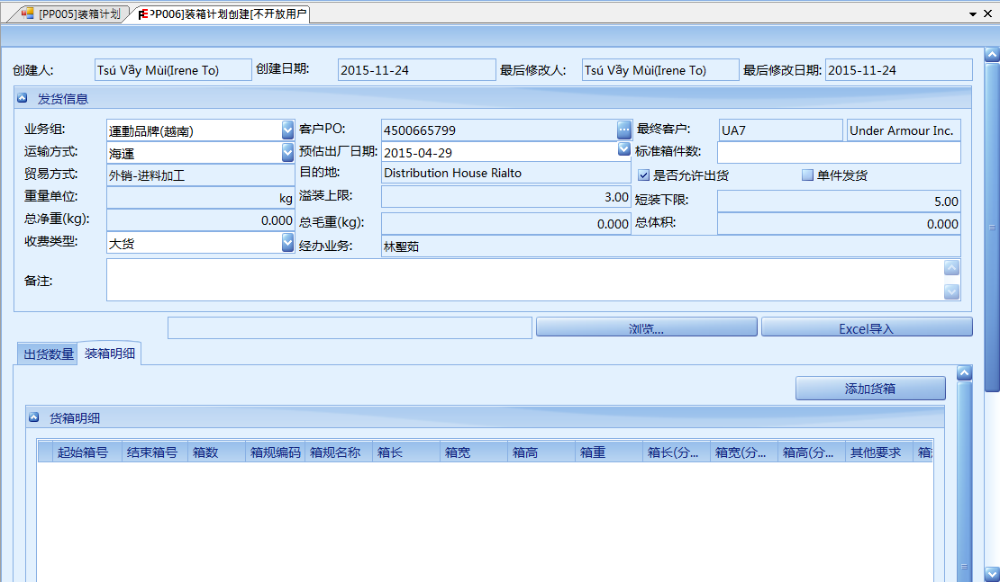 [PP005]装箱计划 PP006]装箱计划创建[不开放用户
创建人: Tsú Vầy Mùi(Irene To) 创建日期: 2015-11-24 最后修改人: Tsú Vầy Mùi(Irene To) 最后修改日期: 2015-11-24
发货信息
业务组: 運動品牌(越南) 客户PO: 4500665799 最终客户: UA7 Under Armour Inc.
运输方式: 海運 预估出厂日期: 2015-04-29 标准箱件数:
贸易方式: 外销-进料加工 目的地: Distribution House Rialto 是否允许出货 单件发货
重量单位: kg 溢装上限: 3.00 短装下限: 5.00
总净重(kg): 0.000 总毛重(kg): 0.000 总体积: 0.000
收费类型: 大货 经办业务: 林聖茹
备注:
浏览... Excel导入
出货数量 装箱明细
添加货箱
货箱明细
起始箱号 结束箱号 箱数 箱规编码 箱规名称 箱长 箱宽 箱高 箱重 箱长(分... 箱宽(分... 箱高(分... 其他要求 箱